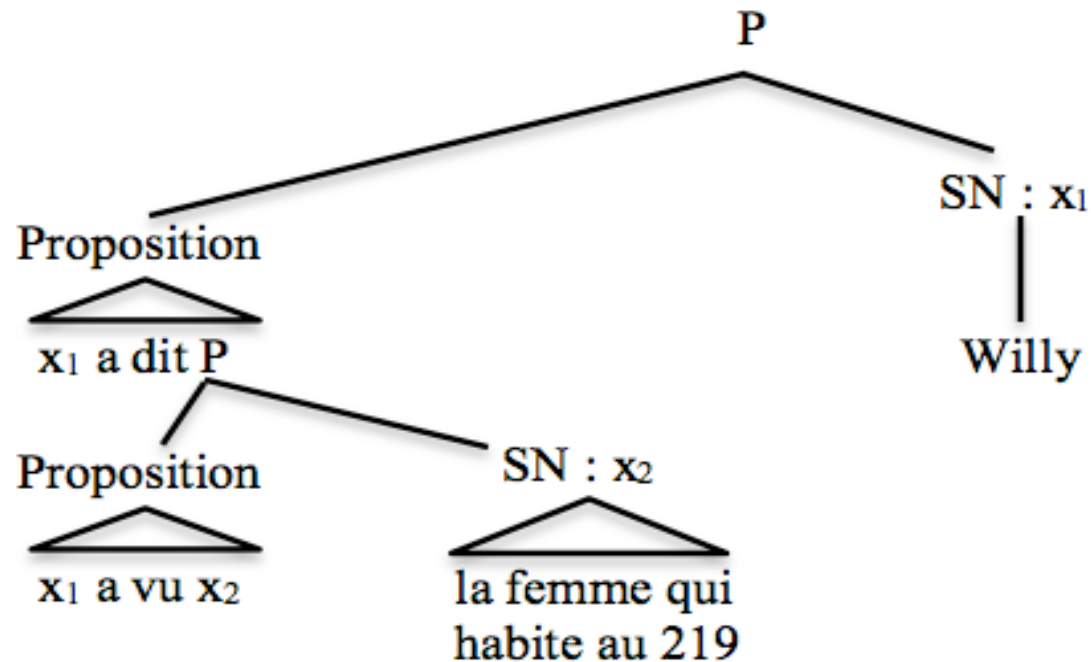 P
Proposition
SN : x₁
x₁ a dit P
Willy
Proposition
SN : x₂
x₁ a vu x₂
la femme qui
habite au 219